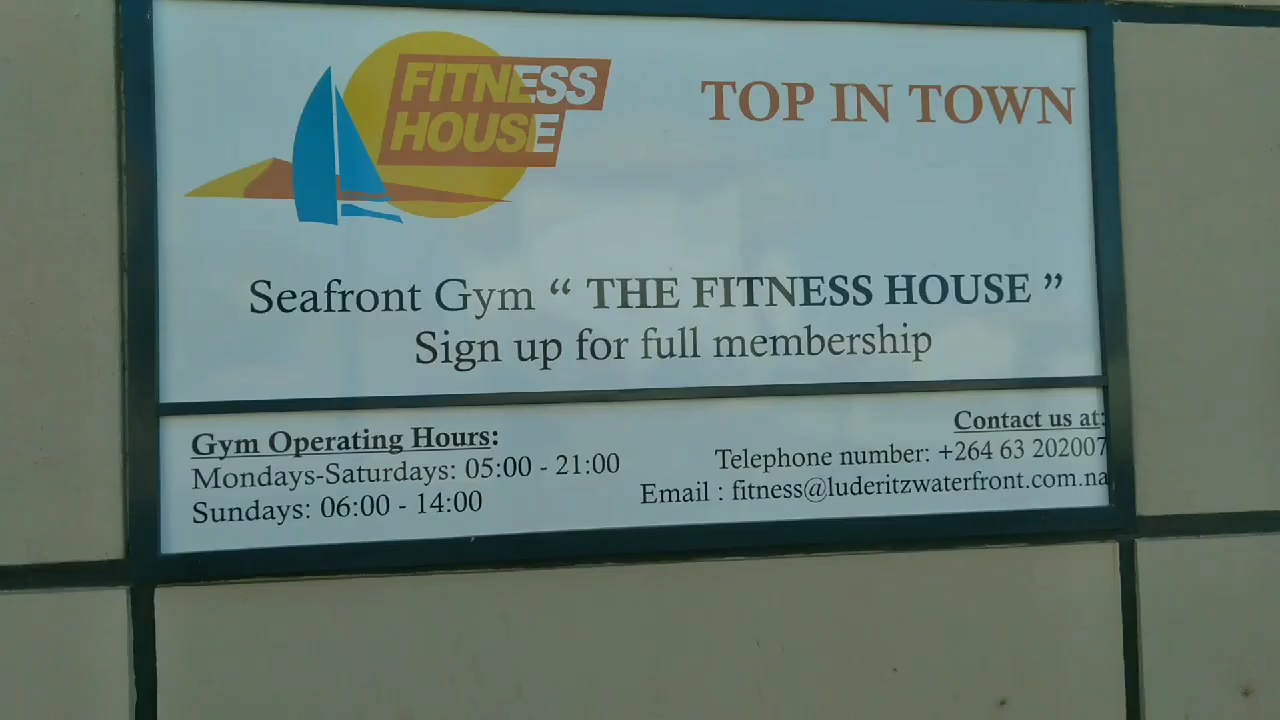 FITNESS
HOUSE
TOP IN TOWN
Seafront Gym “ THE FITNESS HOUSE ”
Sign up for full membership
Gym Operating Hours:
Mondays-Saturdays: 05:00 - 21:00
Sundays: 06:00 - 14:00
Contact us at:
Telephone number: +264 63 202007
Email : fitness@luderitzwaterfront.com.na